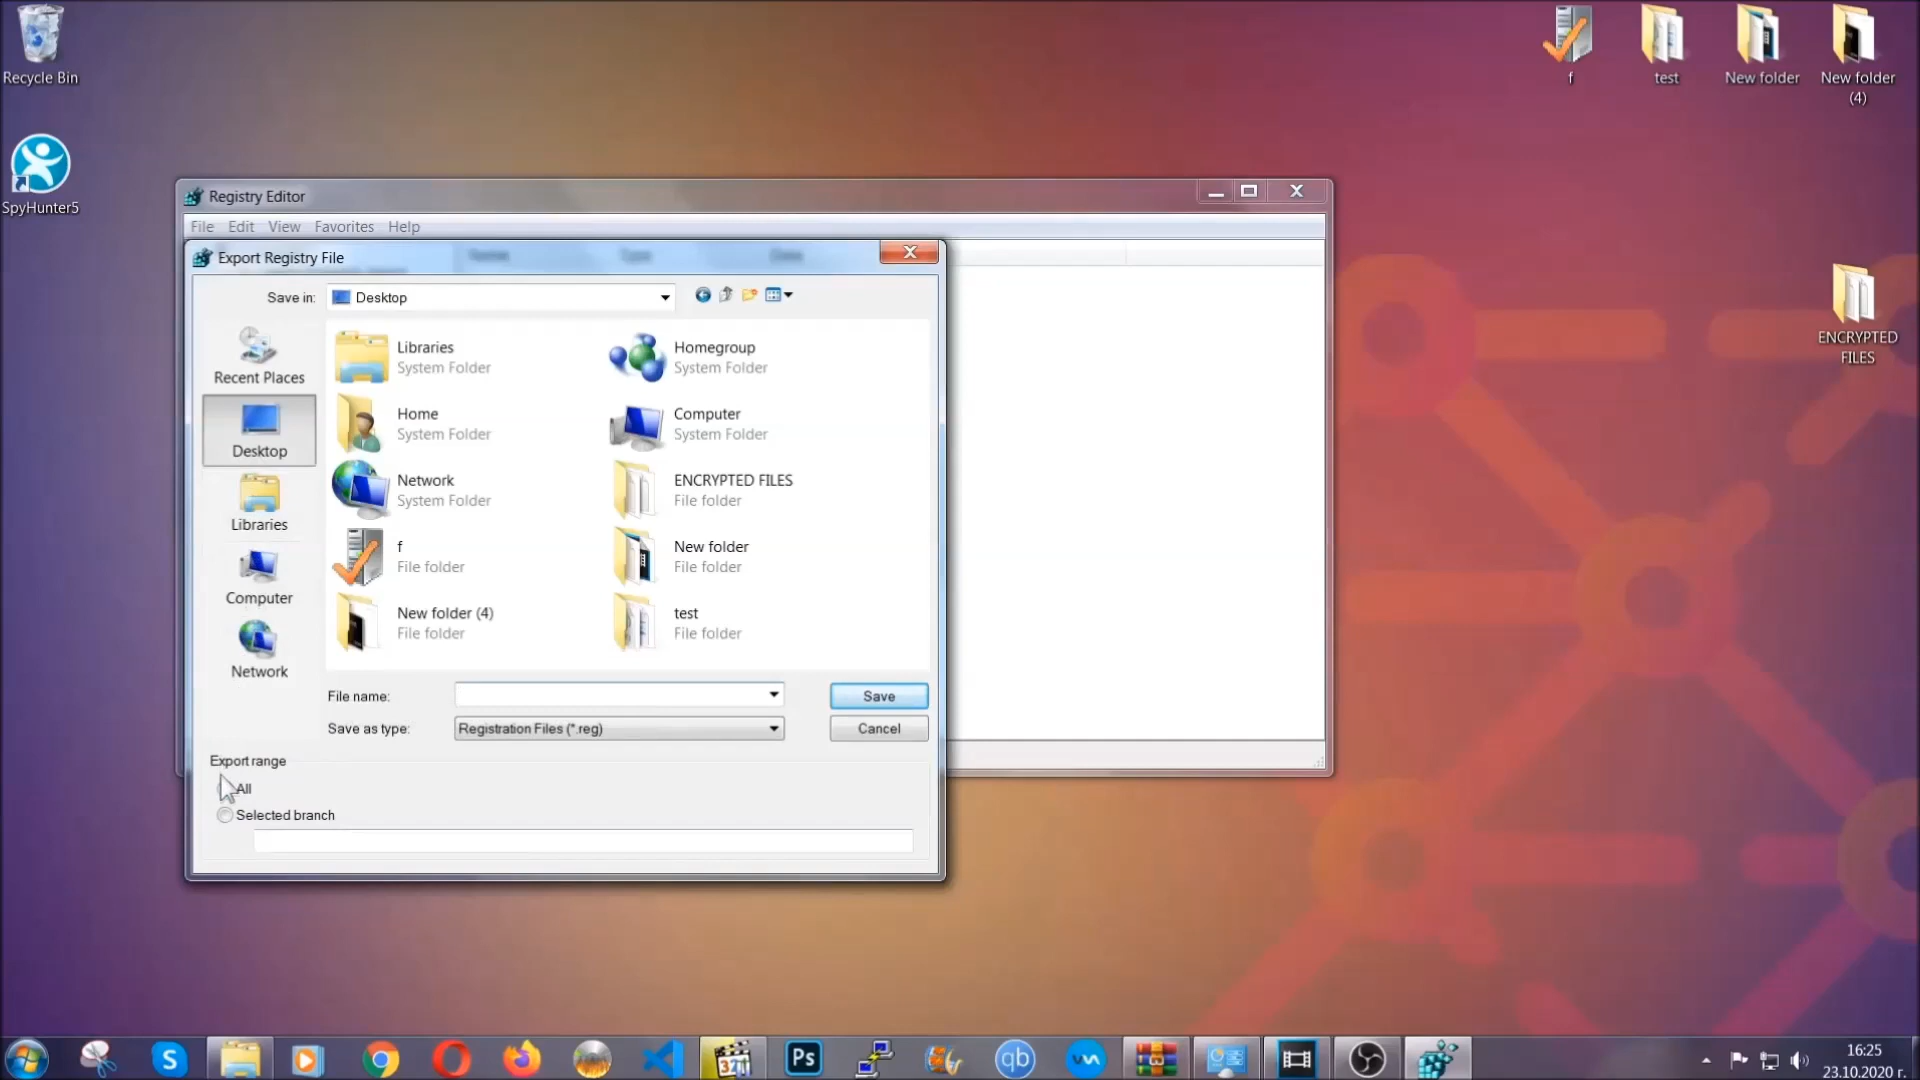 Recycle Bin
SpyHunter5
f
test
New folder
New folder
(4)
ENCRYPTED
FILES
Registry Editor
File Edit View Favorites Help
Export Registry File
Save in:
Desktop
Recent Places
Desktop
Libraries
Computer
Network
Libraries
System Folder
Homegroup
System Folder
Home
System Folder
Computer
System Folder
Network
System Folder
ENCRYPTED FILES
File folder
f
File folder
New folder
File folder
New folder (4)
File folder
test
File folder
File name:
Save
Save as type:
Registration Files (*.reg)
Cancel
Export range
All
Selected branch
S
321
Ps
qb
16:25
23.10.2020 г.